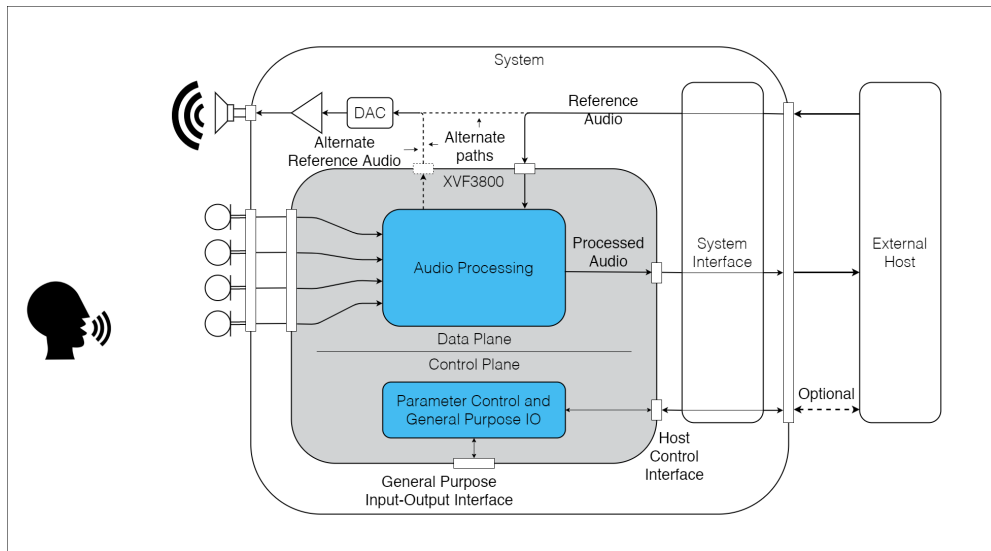 System
Reference
Audio
DAC
Alternate
Reference Audio
Alternate
paths
XVF3800
Audio Processing
Processed
Audio
System
Interface
External
Host
Data Plane
Control Plane
Parameter Control and
General Purpose IO
Optional
Host
Control
Interface
General Purpose
Input-Output Interface